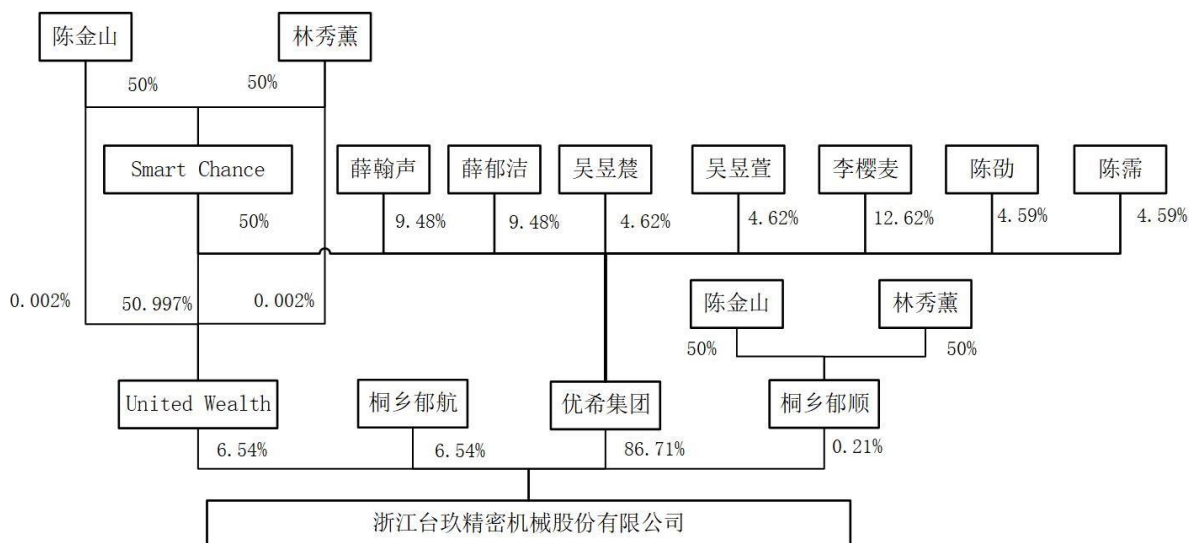 陈金山
林秀薰
50%
50%
Smart Chance
薛翰声
薛郁洁
吴昱辳
吴昱萱
李樱麦
陈劭
陈霈
50%
9.48%
9.48%
4.62%
4.62%
12.62%
4.59%
4.59%
0.002%
50.997%
0.002%
陈金山
林秀薰
50%
50%
United Wealth
桐乡郁航
优希集团
桐乡郁顺
6.54%
6.54%
86.71%
0.21%
浙江台玖精密机械股份有限公司